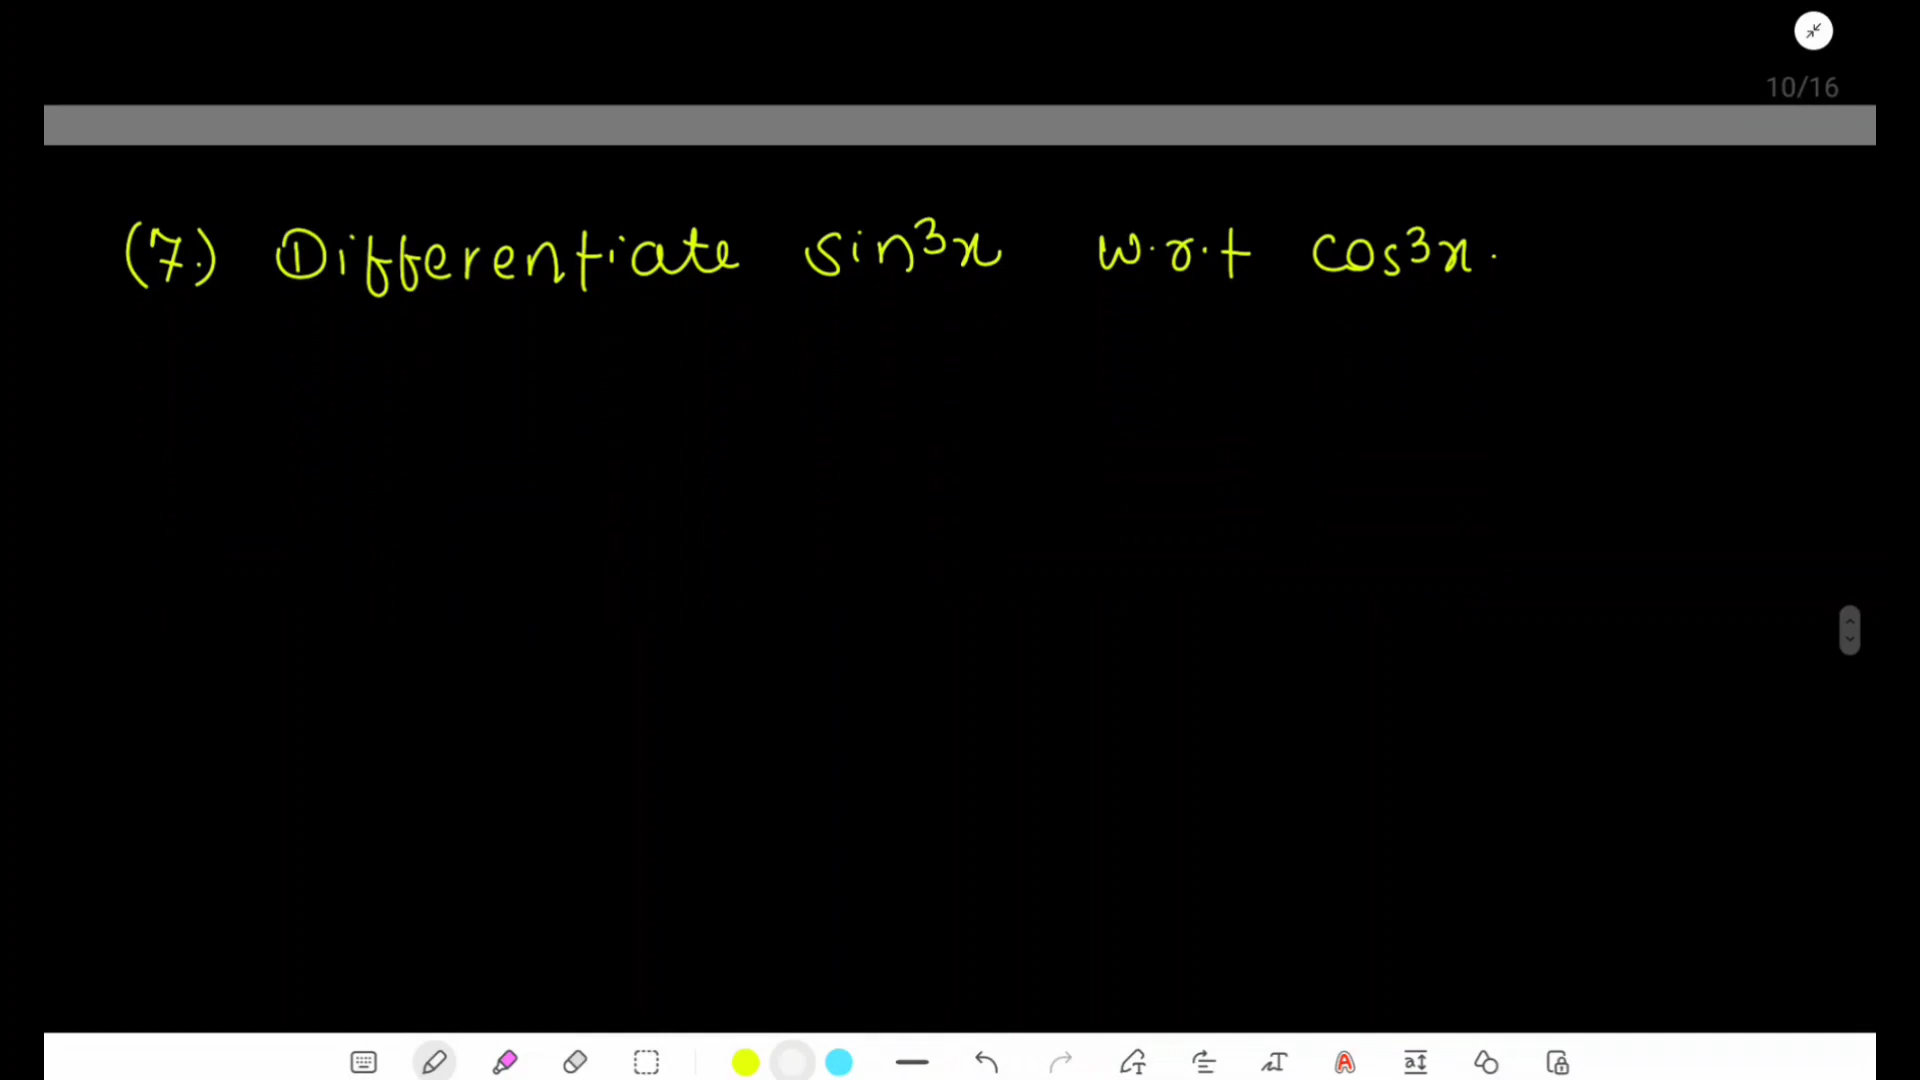 10/16
(7.) Differentiate sin³x w.r.t cos³x.